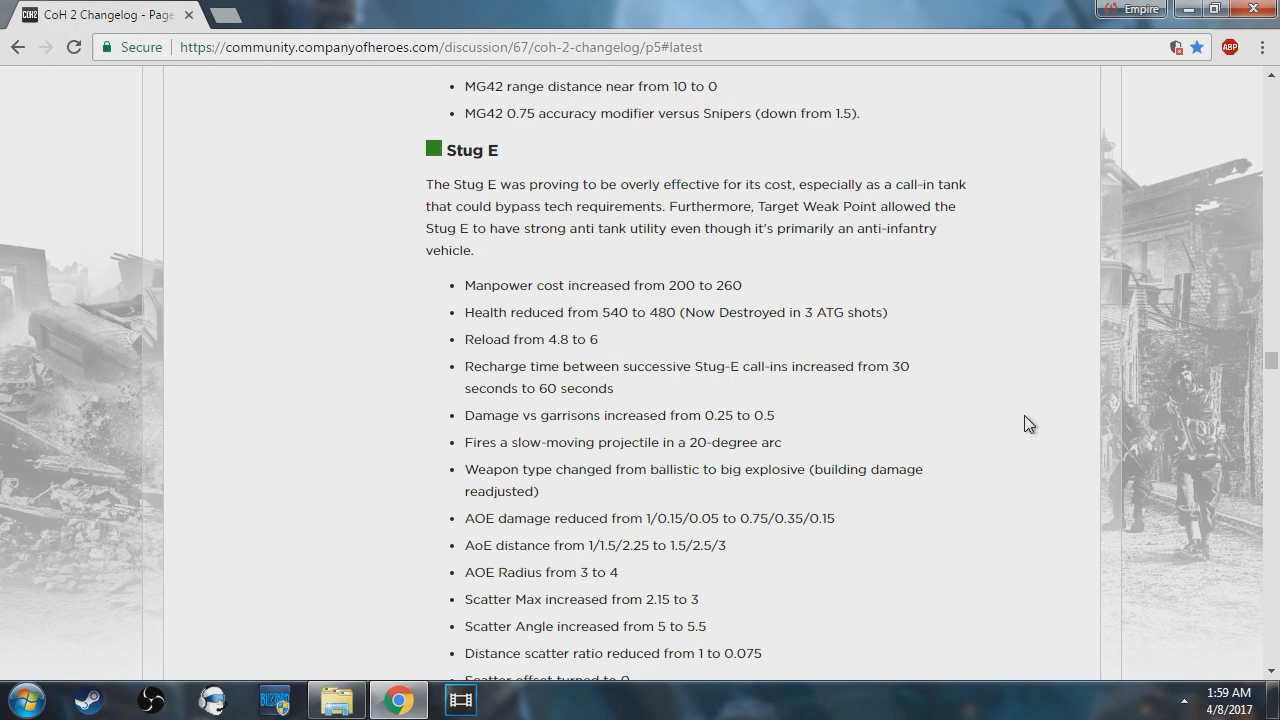 CoH 2 Changelog - Page
Empire
Secure
https://community.companyofheroes.com/discussion/67/coh-2-changelog/p5#latest
ABP
• MG42 range distance near from 10 to 0
• MG42 0.75 accuracy modifier versus Snipers (down from 1.5).
Stug E
The Stug E was proving to be overly effective for its cost, especially as a call-in tank
that could bypass tech requirements. Furthermore, Target Weak Point allowed the
Stug E to have strong anti tank utility even though it's primarily an anti-infantry
vehicle.
• Manpower cost increased from 200 to 260
• Health reduced from 540 to 480 (Now Destroyed in 3 ATG shots)
• Reload from 4.8 to 6
• Recharge time between successive Stug-E call-ins increased from 30
seconds to 60 seconds
• Damage vs garrisons increased from 0.25 to 0.5
• Fires a slow-moving projectile in a 20-degree arc
• Weapon type changed from ballistic to big explosive (building damage
readjusted)
• AOE damage reduced from 1/0.15/0.05 to 0.75/0.35/0.15
• AoE distance from 1/1.5/2.25 to 1.5/2.5/3
• AOE Radius from 3 to 4
• Scatter Max increased from 2.15 to 3
• Scatter Angle increased from 5 to 5.5
• Distance scatter ratio reduced from 1 to 0.075
• Scatter offset turned to 0
BLIZZARD
1:59 AM
4/8/2017